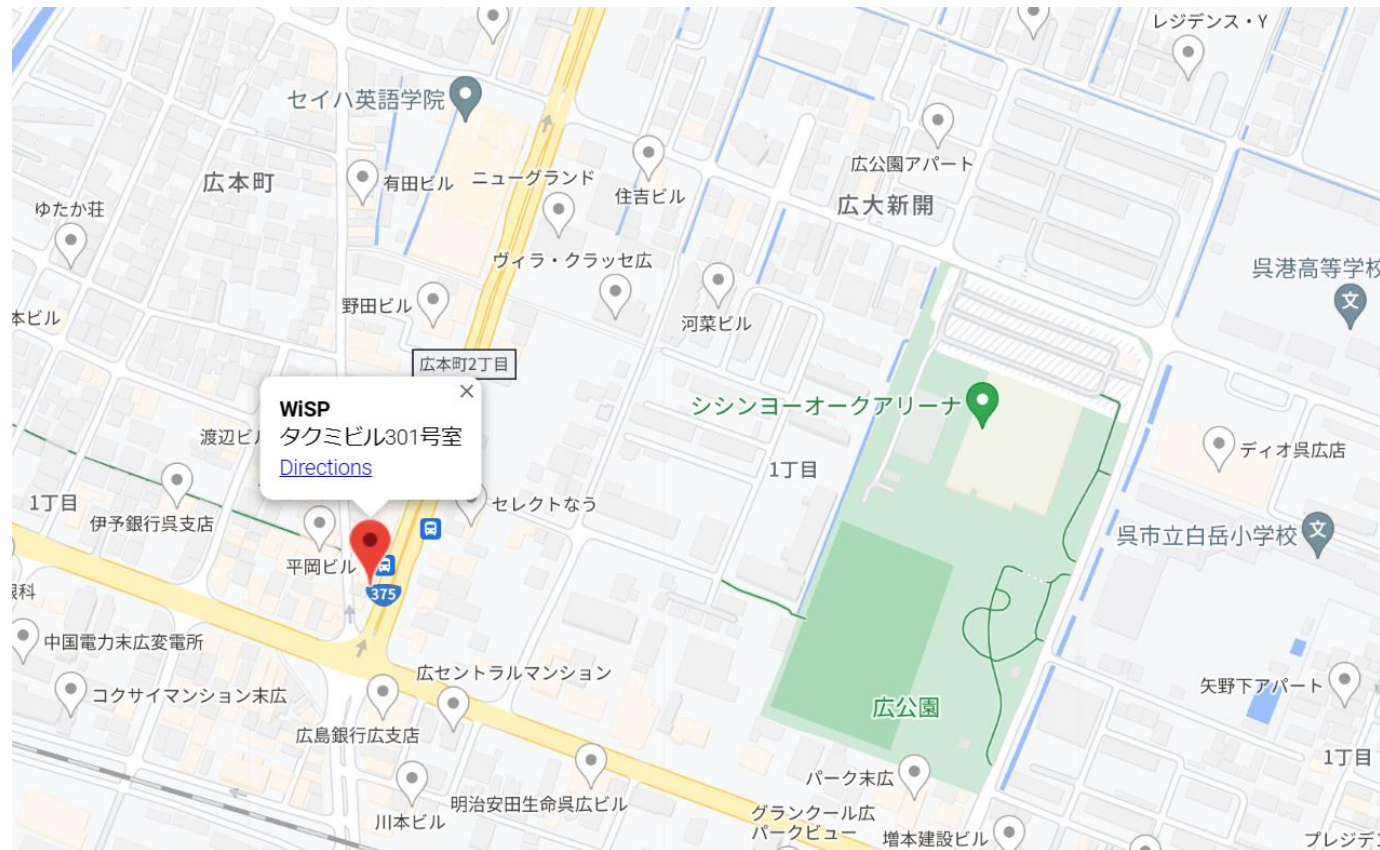 レジデンス・Y
セイハ英語学院
広公園アパート
広本町
有田ビル
ニューグランド
住吉ビル
広大新開
ゆたか荘
ヴィラ・クラッセ広
呉港高等学校
野田ビル
河菜ビル
本ビル
広本町2丁目
WiSP
タクミビル301号室
Directions
シシンヨーオークアリーナ
渡辺ビ
ディオ呉広店
1丁目
セレクトなう
1丁目
伊予銀行呉支店
呉市立白岳小学校
平岡ビル
375
眼科
中国電力末広変電所
広セントラルマンション
コクサイマンション末広
矢野下アパート
広公園
広島銀行広支店
1丁目
パーク末広
明治安田生命呉広ビル
川本ビル
グランクール広
パークビュー
増本建設ビル
プレジデ